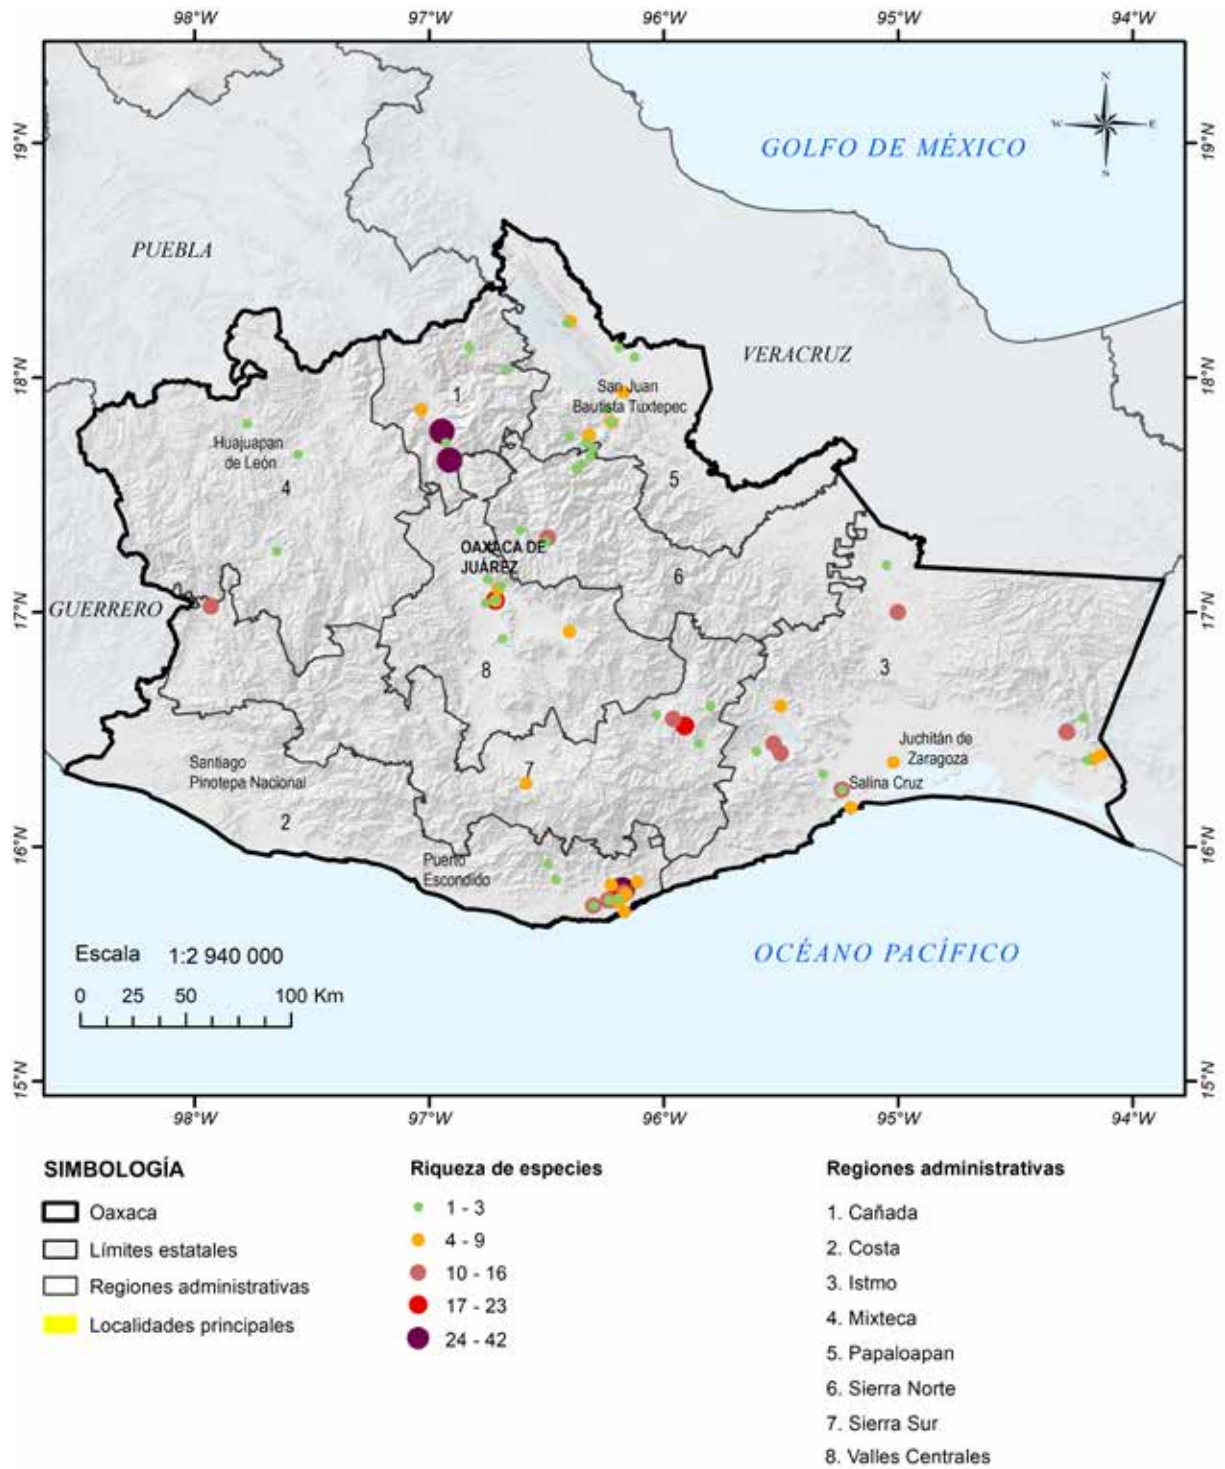 98°W 97°W 96°W 95°W 94°W
N
W E
S
19°N 19°N
GOLFO DE MÉXICO
PUEBLA
VERACRUZ
18°N 18°N
1
San Juan
Bautista Tuxtepec
Huajuapan
de León
4
5
OAXACA DE
JUÁREZ
6
GUERRERO
17°N 17°N
8
3
Juchitán de
Zaragoza
Santiago
Pinotepa Nacional
7
Salina Cruz
2
16°N 16°N
Puerto
Escondido
Escala 1:2 940 000
OCÉANO PACÍFICO
0 25 50 100 Km
15°N 15°N
98°W 97°W 96°W 95°W 94°W
SIMBOLOGÍA
Oaxaca
Límites estatales
Regiones administrativas
Localidades principales
Riqueza de especies
1 - 3
4 - 9
10 - 16
17 - 23
24 - 42
Regiones administrativas
1. Cañada
2. Costa
3. Istmo
4. Mixteca
5. Papaloapan
6. Sierra Norte
7. Sierra Sur
8. Valles Centrales